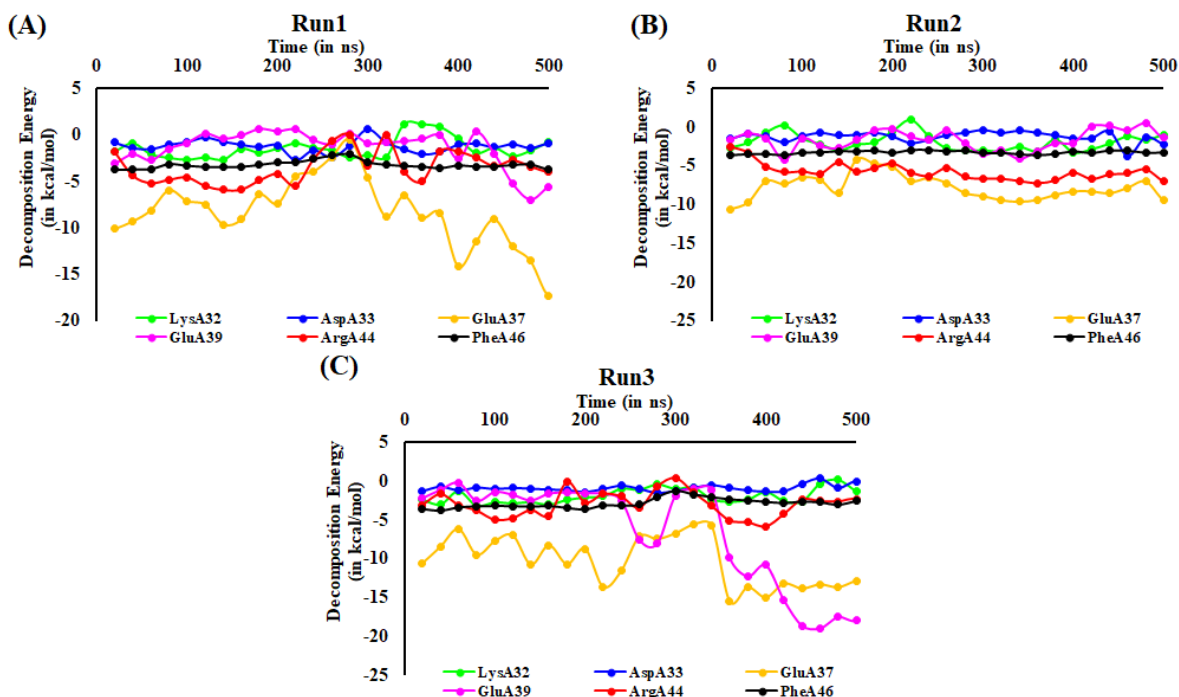 (A)
Run1
Time (in ns)
0 100 200 300 400 500
Decomposition Energy
(in kcal/mol)
5
0
-5
-10
-15
-20
LysA32 AspA33 GluA37
GluA39 ArgA44 PheA46
(B)
Run2
Time (in ns)
0 100 200 300 400 500
Decomposition Energy
(in kcal/mol)
5
0
-5
-10
-15
-20
-25
LysA32 AspA33 GluA37
GluA39 ArgA44 PheA46
(C)
Run3
Time (in ns)
0 100 200 300 400 500
Decomposition Energy
(in kcal/mol)
5
0
-5
-10
-15
-20
-25
LysA32 AspA33 GluA37
GluA39 ArgA44 PheA46